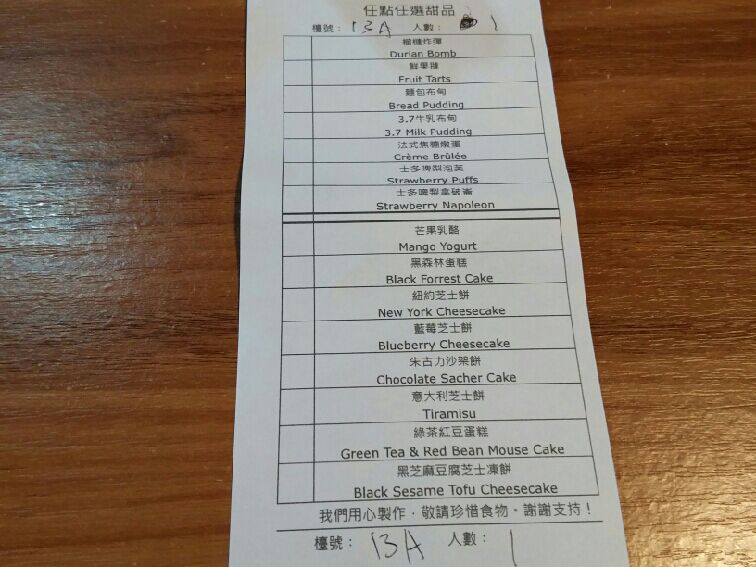 任點任選甜品
檯號： 13A 人數： 1
榴槤炸彈
Durian Bomb
鮮果撻
Fruit Tarts
麵包布甸
Bread Pudding
3.7牛乳布甸
3.7 Milk Pudding
法式焦糖燉蛋
Crème Brûlée
士多啤梨泡芙
Strawberry Puffs
士多啤梨拿破崙
Strawberry Napoleon
芒果乳酪
Mango Yogurt
黑森林蛋糕
Black Forrest Cake
紐約芝士餅
New York Cheesecake
藍莓芝士餅
Blueberry Cheesecake
朱古力沙架餅
Chocolate Sacher Cake
意大利芝士餅
Tiramisu
綠茶紅豆蛋糕
Green Tea & Red Bean Mouse Cake
黑芝麻豆腐芝士凍餅
Black Sesame Tofu Cheesecake
我們用心製作﹐敬請珍惜食物。謝謝支持！
檯號： 13A 人數： 1